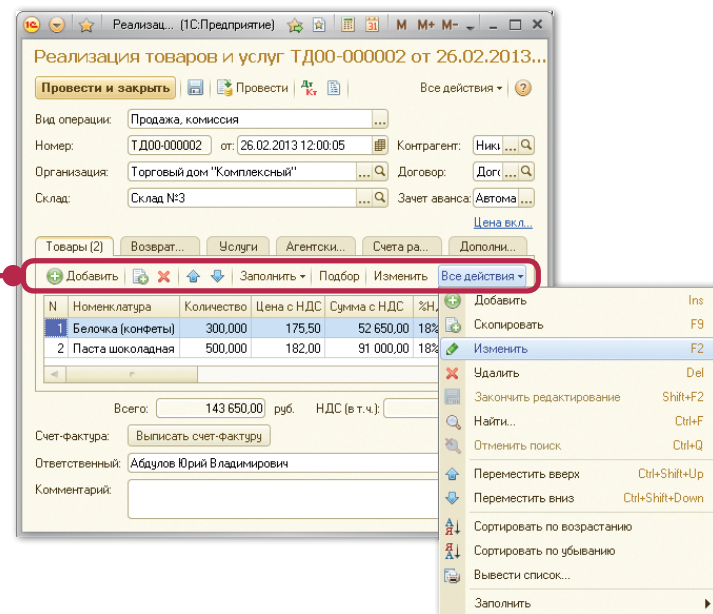 1С Реализац... (1С:Предприятие) M M+ M-
Реализация товаров и услуг ТД00-000002 от 26.02.2013...
Провести и закрыть Провести Дт Кт Все действия ?
Вид операции: Продажа, комиссия ...
Номер: ТД00-000002 от: 26.02.2013 12:00:05 Контрагент: Ники ...
Организация: Торговый дом "Комплексный" ... Договор: Дого ...
Склад: Склад №3 ... Зачет аванса: Автома ...
Цена вкл...
Товары (2) Возврат... Услуги Агентски... Счета ра... Дополни...
Добавить Заполнить Подбор Изменить Все действия
N Номенклатура Количество Цена с НДС Сумма с НДС %Н
1 Белочка (конфеты) 300,000 175,50 52 650,00 18%
2 Паста шоколадная 500,000 182,00 91 000,00 18%
Всего: 143 650,00 руб. НДС (в т.ч.):
Счет-фактура: Выписать счет-фактуру
Ответственный: Абдулов Юрий Владимирович
Комментарий:
Добавить Ins
Скопировать F9
Изменить F2
Удалить Del
Закончить редактирование Shift+F2
Найти... Ctrl+F
Отменить поиск Ctrl+Q
Переместить вверх Ctrl+Shift+Up
Переместить вниз Ctrl+Shift+Down
Сортировать по возрастанию
Сортировать по убыванию
Вывести список...
Заполнить